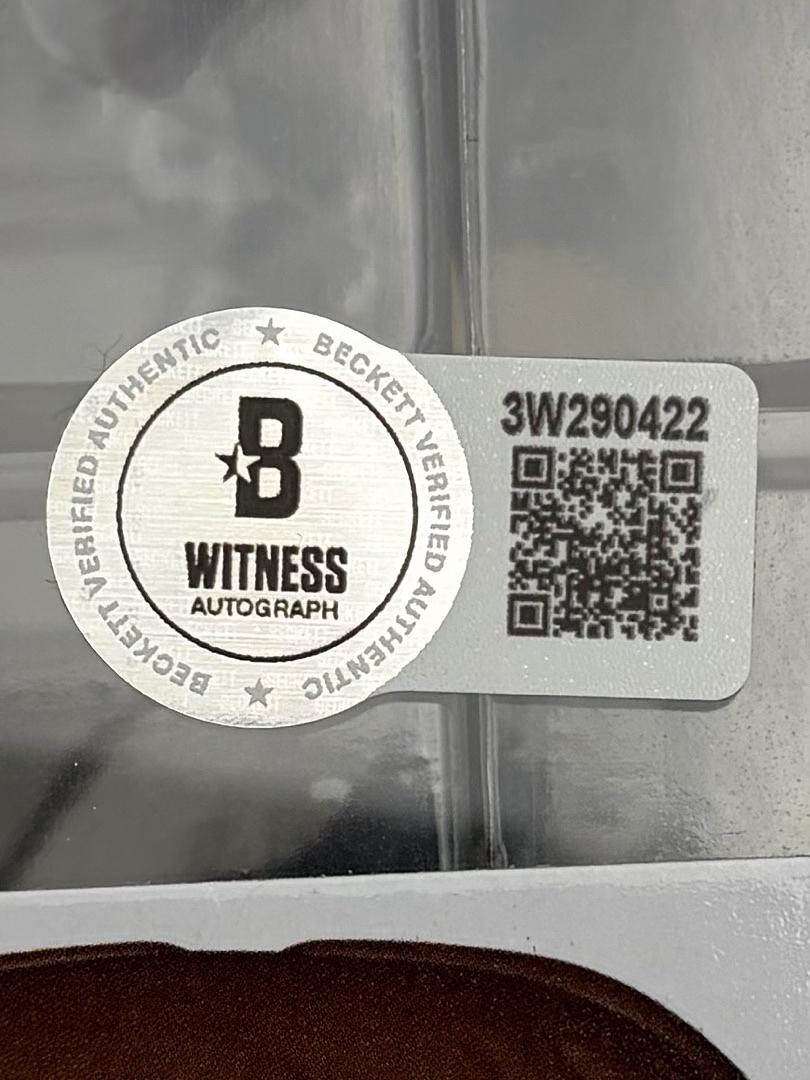 ★ BECKETT VERIFIED AUTHENTIC ★ BECKETT VERIFIED AUTHENTIC
B
WITNESS
AUTOGRAPH
3W290422